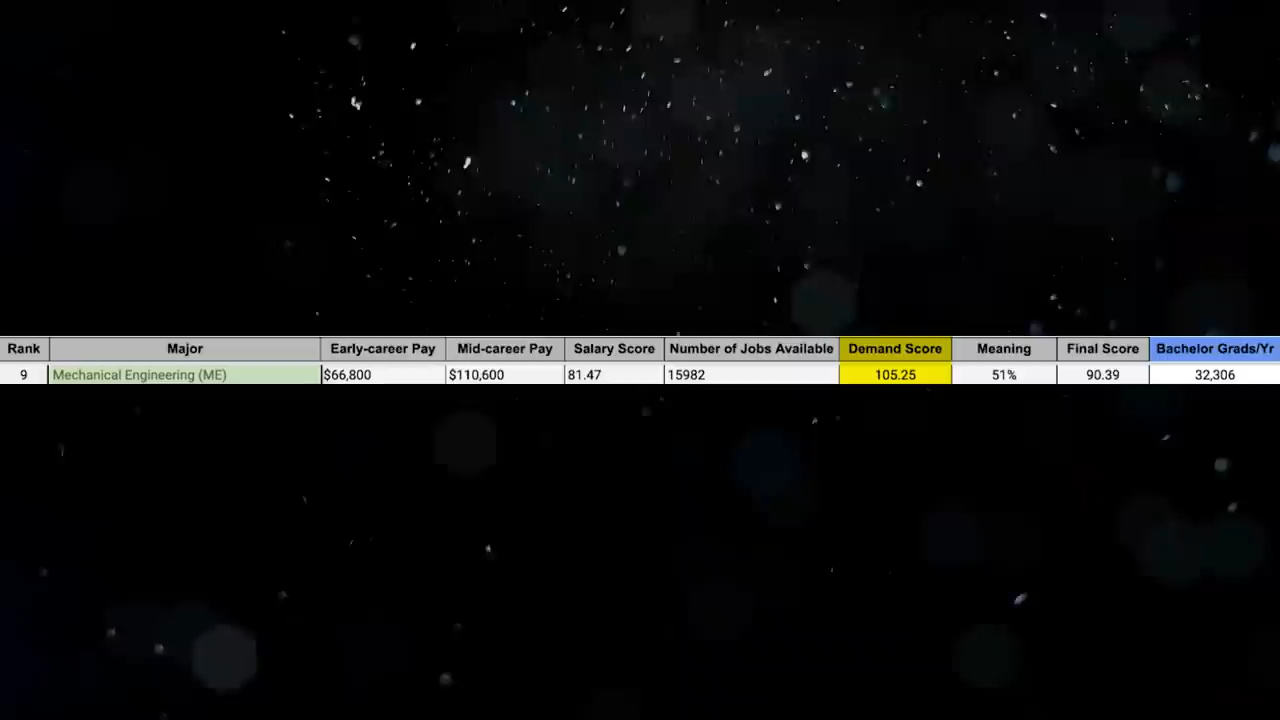 Rank Major Early-career Pay Mid-career Pay Salary Score Number of Jobs Available Demand Score Meaning Final Score Bachelor Grads/Yr
9 Mechanical Engineering (ME) $66,800 $110,600 81.47 15982 105.25 51% 90.39 32,306